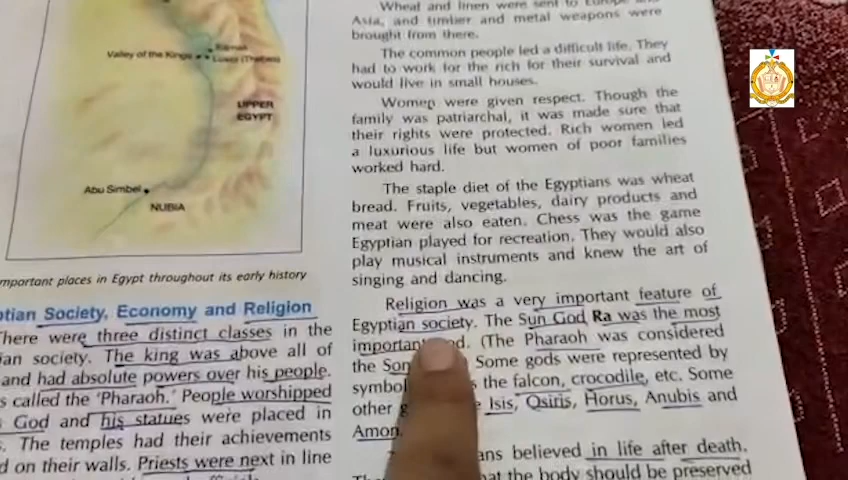 Valley of the Kings
Karnak
Luxor (Thebes)
UPPER
EGYPT
Abu Simbel
NUBIA
mportant places in Egypt throughout its early history
ptian Society, Economy and Religion
There were three distinct classes in the
ian society. The king was above all of
and had absolute powers over his people.
s called the 'Pharaoh.' People worshipped
God and his statues were placed in
s. The temples had their achievements
d on their walls. Priests were next in line
Wheat and linen were sent to Europe and
Asia, and timber and metal weapons were
brought from there.
The common people led a difficult life. They
had to work for the rich for their survival and
would live in small houses.
Women were given respect. Though the
family was patriarchal, it was made sure that
their rights were protected. Rich women led
a luxurious life but women of poor families
worked hard.
The staple diet of the Egyptians was wheat
bread. Fruits, vegetables, dairy products and
meat were also eaten. Chess was the game
Egyptian played for recreation. They would also
play musical instruments and knew the art of
singing and dancing.
Religion was a very important feature of
Egyptian society. The Sun God Ra was the most
important (The Pharaoh was considered
the Some gods were represented by
the falcon, crocodile, etc. Some
other Isis, Osiris, Horus, Anubis and
Amon.
believed in life after death.
that the body should be preserved